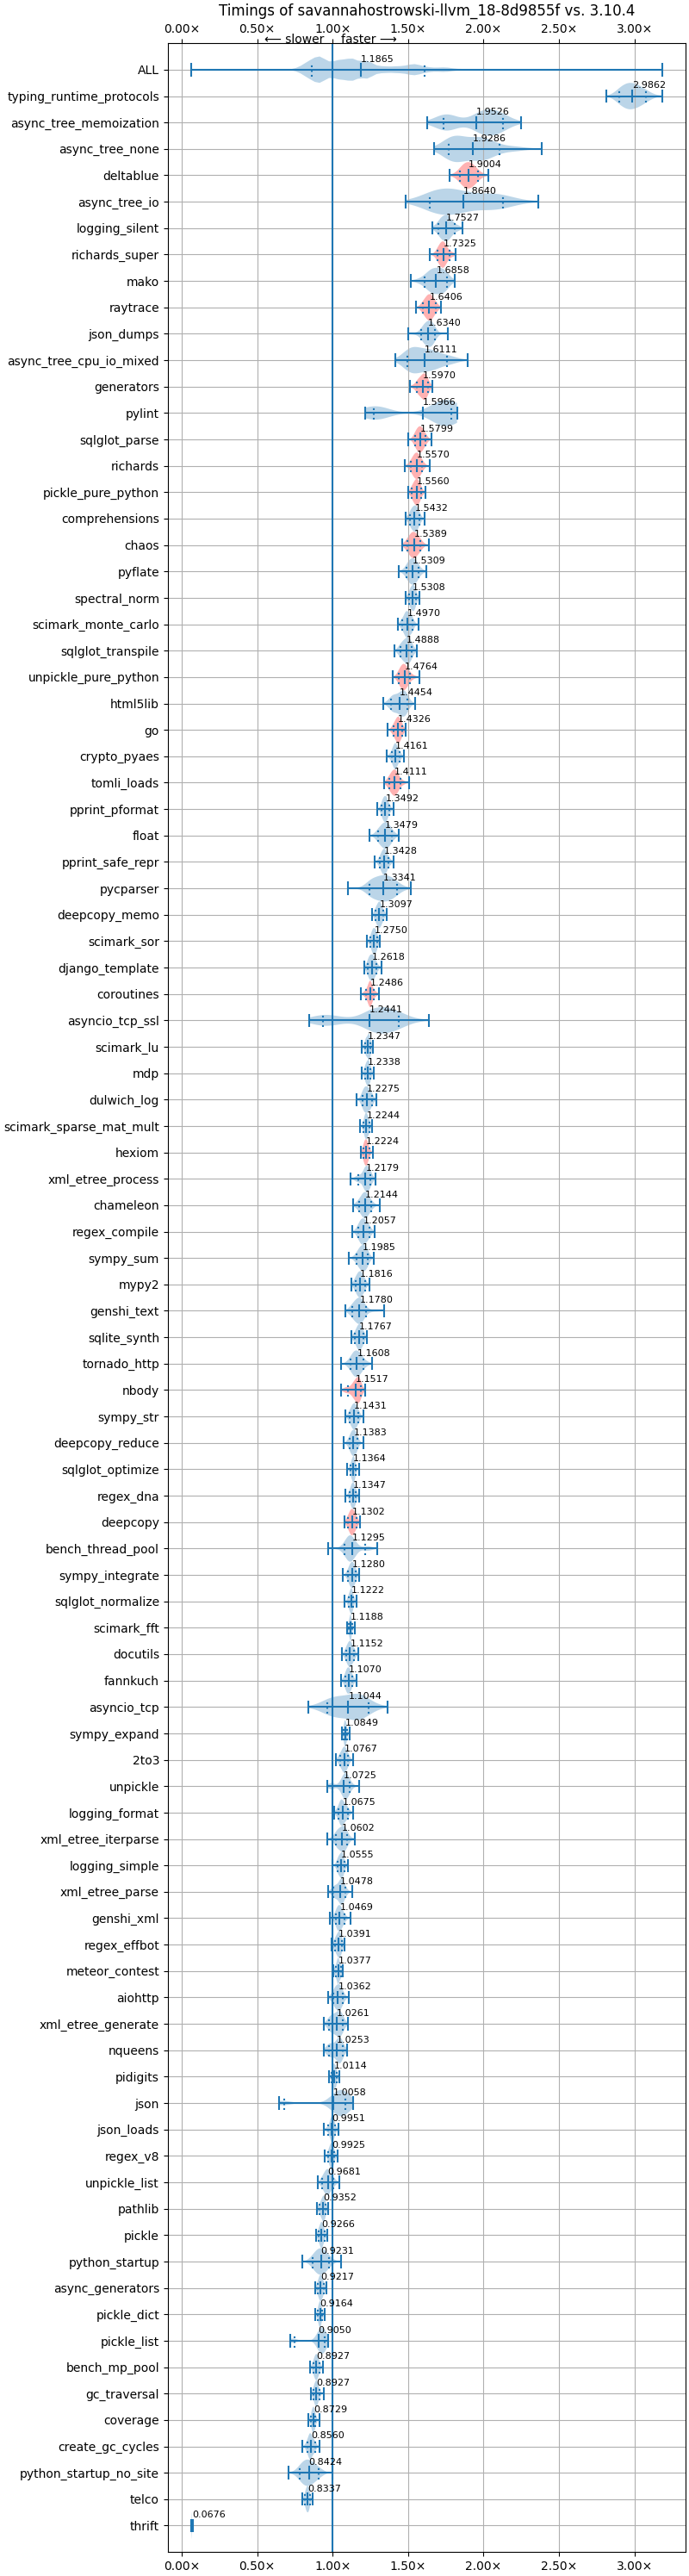 Timings of savannahostrowski-llvm_18-8d9855f vs. 3.10.4
0.00× 0.50× 1.00× 1.50× 2.00× 2.50× 3.00×
⟵ slower faster ⟶
ALL 1.1865
typing_runtime_protocols 2.9862
async_tree_memoization 1.9526
async_tree_none 1.9286
deltablue 1.9004
async_tree_io 1.8640
logging_silent 1.7527
richards_super 1.7325
mako 1.6858
raytrace 1.6406
json_dumps 1.6340
async_tree_cpu_io_mixed 1.6111
generators 1.5970
pylint 1.5966
sqlglot_parse 1.5799
richards 1.5570
pickle_pure_python 1.5560
comprehensions 1.5432
chaos 1.5389
pyflate 1.5309
spectral_norm 1.5308
scimark_monte_carlo 1.4970
sqlglot_transpile 1.4888
unpickle_pure_python 1.4764
html5lib 1.4454
go 1.4326
crypto_pyaes 1.4161
tomli_loads 1.4111
pprint_pformat 1.3492
float 1.3479
pprint_safe_repr 1.3428
pycparser 1.3341
deepcopy_memo 1.3097
scimark_sor 1.2750
django_template 1.2618
coroutines 1.2486
asyncio_tcp_ssl 1.2441
scimark_lu 1.2347
mdp 1.2338
dulwich_log 1.2275
scimark_sparse_mat_mult 1.2244
hexiom 1.2224
xml_etree_process 1.2179
chameleon 1.2144
regex_compile 1.2057
sympy_sum 1.1985
mypy2 1.1816
genshi_text 1.1780
sqlite_synth 1.1767
tornado_http 1.1608
nbody 1.1517
sympy_str 1.1431
deepcopy_reduce 1.1383
sqlglot_optimize 1.1364
regex_dna 1.1347
deepcopy 1.1302
bench_thread_pool 1.1295
sympy_integrate 1.1280
sqlglot_normalize 1.1222
scimark_fft 1.1188
docutils 1.1152
fannkuch 1.1070
asyncio_tcp 1.1044
sympy_expand 1.0849
2to3 1.0767
unpickle 1.0725
logging_format 1.0675
xml_etree_iterparse 1.0602
logging_simple 1.0555
xml_etree_parse 1.0478
genshi_xml 1.0469
regex_effbot 1.0391
meteor_contest 1.0377
aiohttp 1.0362
xml_etree_generate 1.0261
nqueens 1.0253
pidigits 1.0114
json 1.0058
json_loads 0.9951
regex_v8 0.9925
unpickle_list 0.9681
pathlib 0.9352
pickle 0.9266
python_startup 0.9231
async_generators 0.9217
pickle_dict 0.9164
pickle_list 0.9050
bench_mp_pool 0.8927
gc_traversal 0.8927
coverage 0.8729
create_gc_cycles 0.8560
python_startup_no_site 0.8424
telco 0.8337
thrift 0.0676
0.00× 0.50× 1.00× 1.50× 2.00× 2.50× 3.00×